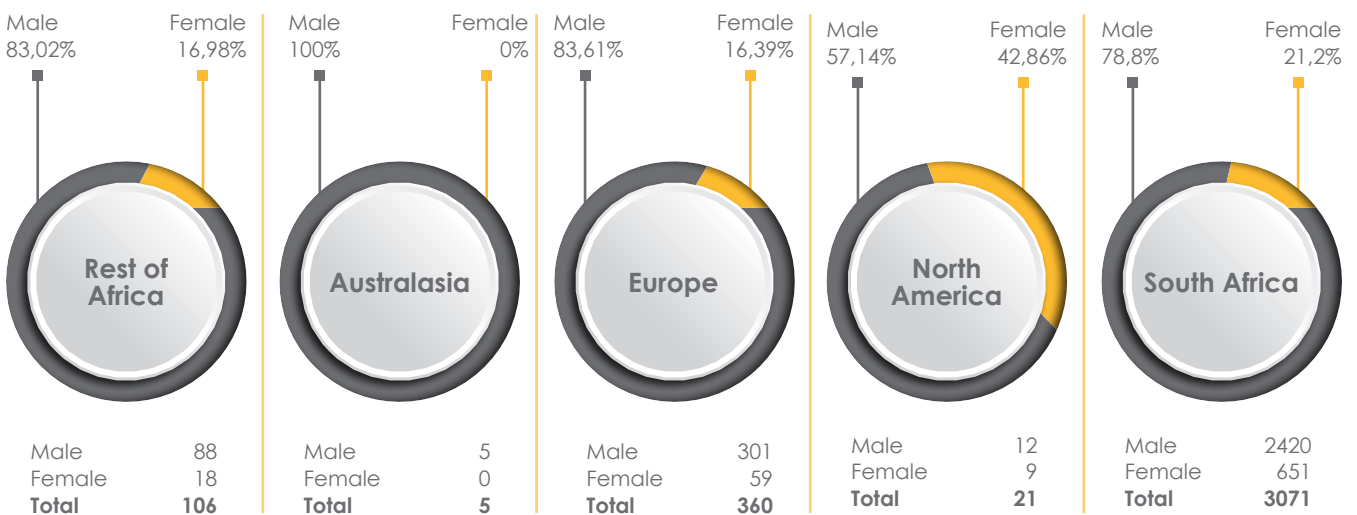 Male Female
83,02% 16,98%
Rest of
Africa
Male 88
Female 18
Total 106
Male Female
100% 0%
Australasia
Male 5
Female 0
Total 5
Male Female
83,61% 16,39%
Europe
Male 301
Female 59
Total 360
Male Female
57,14% 42,86%
North
America
Male 12
Female 9
Total 21
Male Female
78,8% 21,2%
South Africa
Male 2420
Female 651
Total 3071